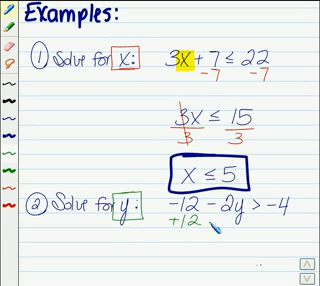 Examples:
① Solve for x: 3x + 7 ≤ 22
-7 -7
3x ≤ 15
3 3
x ≤ 5
② Solve for y: -12 - 2y > -4
+12